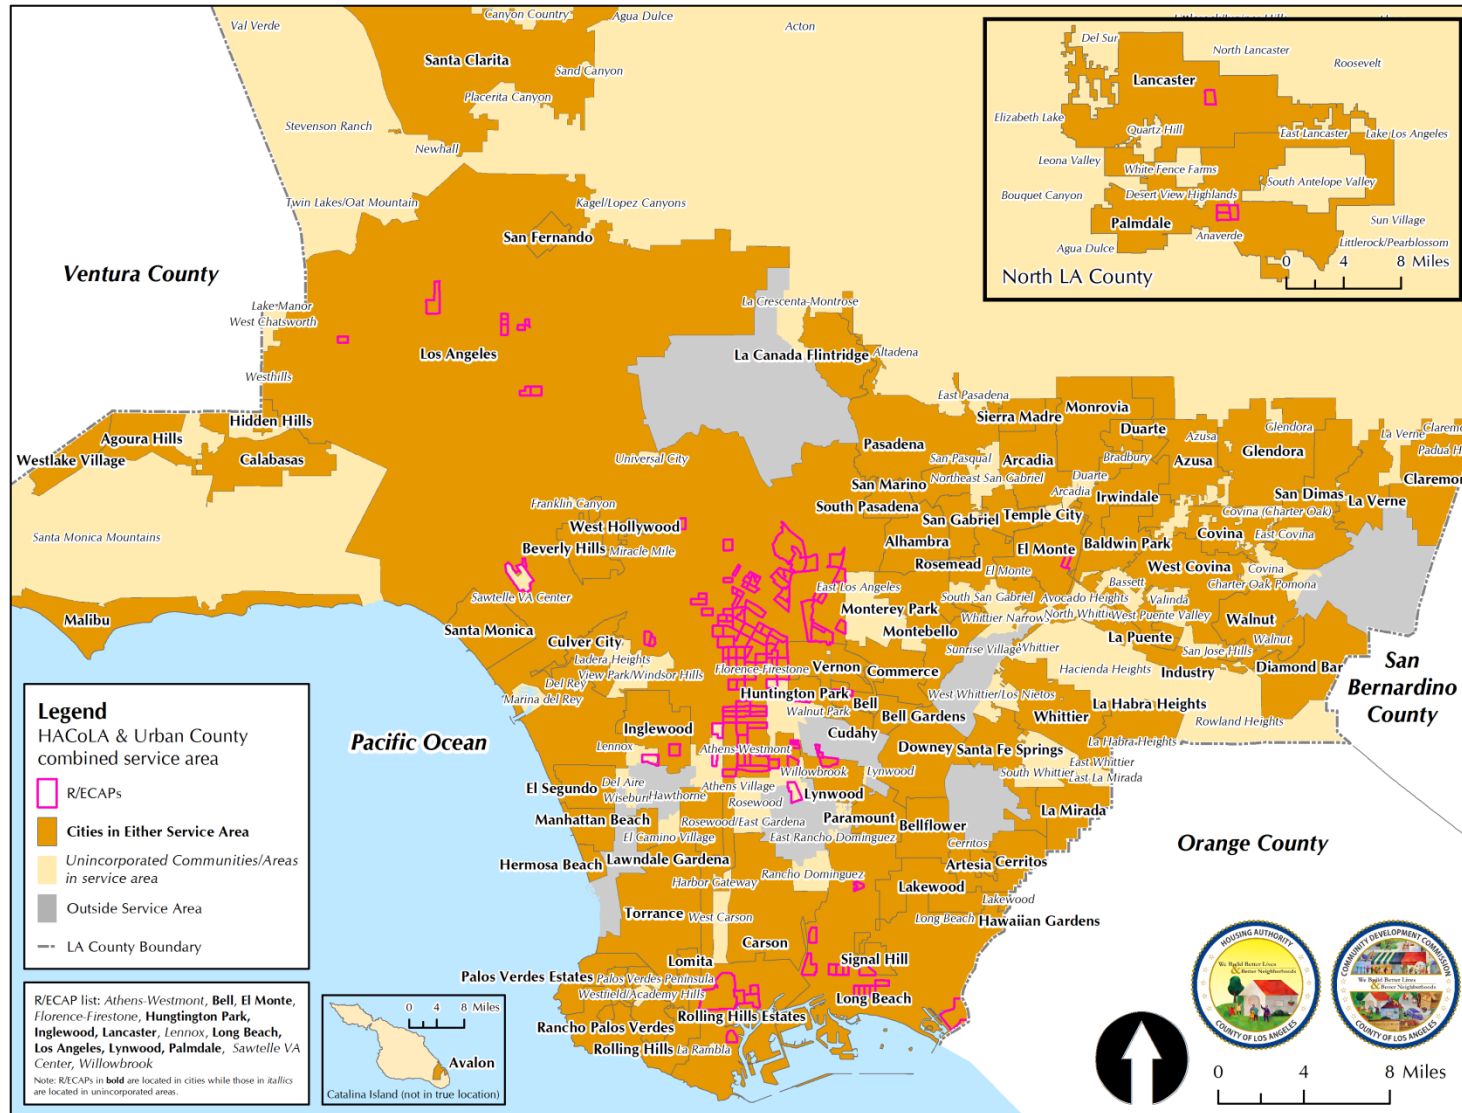 Canyon Country
Agua Dulce
Val Verde
Acton
Santa Clarita
Sand Canyon
Placerita Canyon
Stevenson Ranch
Newhall
Twin Lakes/Oat Mountain
Kagel/Lopez Canyons
San Fernando
Ventura County
Lake Manor
West Chatsworth
La Crescenta-Montrose
Los Angeles
La Canada Flintridge
Altadena
Westhills
Hidden Hills
Agoura Hills
Westlake Village
Calabasas
East Pasadena
Sierra Madre
Monrovia
Duarte
Azusa
Glendora
La Verne
Claremo
Padua H
Pasadena
San Pasqual
Arcadia
Bradbury
Azusa
Glendora
Universal City
San Marino
Northeast San Gabriel
Duarte
Arcadia
Irwindale
San Dimas
La Verne
Claremon
Franklin Canyon
South Pasadena
San Gabriel
Temple City
Covina (Charter Oak)
West Hollywood
Santa Monica Mountains
Beverly Hills
Miracle Mile
Alhambra
El Monte
Baldwin Park
Covina
East Covina
Rosemead
El Monte
West Covina
Covina
East Los Angeles
Bassett
Charter Oak
Pomona
Sawtelle VA Center
Monterey Park
South San Gabriel
Avocado Heights
Valinda
Malibu
Santa Monica
Culver City
Montebello
Whittier Narrows
North Whittier
West Puente Valley
Walnut
La Puente
Walnut
Ladera Heights
View Park/Windsor Hills
Florence-Firestone
Vernon
Commerce
Sunrise Village
Whittier
San Jose Hills
Hacienda Heights
Industry
Diamond Bar
San
Bernardino
County
Del Rey
Marina del Rey
Huntington Park
Bell
West Whittier/Los Nietos
Walnut Park
Bell Gardens
Whittier
La Habra Heights
Rowland Heights
Inglewood
Cudahy
Pacific Ocean
Lennox
Athens-Westmont
Downey
Santa Fe Springs
La Habra Heights
East Whittier
Willowbrook
Lynwood
South Whittier
East La Mirada
El Segundo
Del Aire
Wiseburn
Hawthorne
Athens Village
Rosewood
Lynwood
La Mirada
Manhattan Beach
Rosewood/East Gardena
Paramount
Bellflower
El Camino Village
East Rancho Dominguez
Cerritos
Orange County
Hermosa Beach
Lawndale
Gardena
Artesia
Cerritos
Harbor Gateway
Rancho Dominguez
Lakewood
Lakewood
Torrance
West Carson
Long Beach
Hawaiian Gardens
Carson
Lomita
Signal Hill
Palos Verdes Estates
Palos Verdes Peninsula
Westfield/Academy Hills
Long Beach
Rolling Hills Estates
Rancho Palos Verdes
Rolling Hills
La Rambla
Del Sur
North Lancaster
Roosevelt
Lancaster
Elizabeth Lake
Quartz Hill
East Lancaster
Lake Los Angeles
Leona Valley
White Fence Farms
South Antelope Valley
Bouquet Canyon
Desert View Highlands
Sun Village
Palmdale
Anaverde
Agua Dulce
Littlerock/Pearblossom
0 4 8 Miles
North LA County
Legend
HACoLA & Urban County
combined service area
R/ECAPs
Cities in Either Service Area
Unincorporated Communities/Areas
in service area
Outside Service Area
LA County Boundary
R/ECAP list: Athens-Westmont, Bell, El Monte,
Florence-Firestone, Hungtington Park,
Inglewood, Lancaster, Lennox, Long Beach,
Los Angeles, Lynwood, Palmdale, Sawtelle VA
Center, Willowbrook
Note: R/ECAPs in bold are located in cities while those in itallics
are located in unincorporated areas.
0 4 8 Miles
Avalon
Catalina Island (not in true location)
HOUSING AUTHORITY
We Build Better Lives
& Better Neighborhoods
COUNTY OF LOS ANGELES
COMMUNITY DEVELOPMENT COMMISSION
We Build Better Lives
& Better Neighborhoods
COUNTY OF LOS ANGELES
0 4 8 Miles